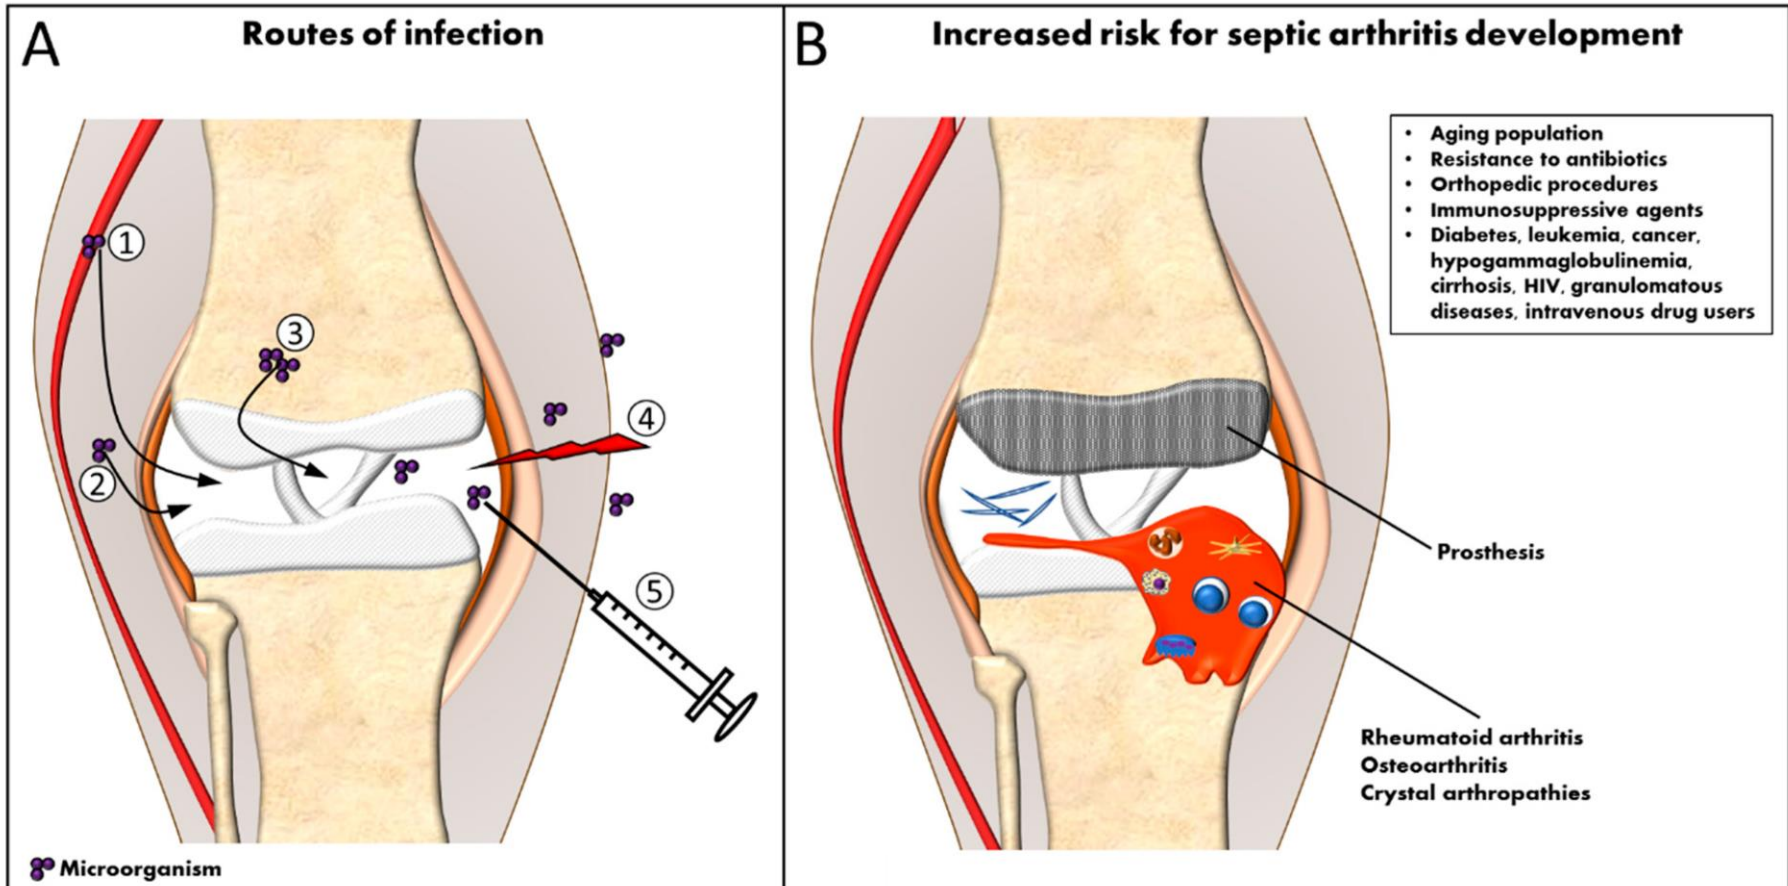 A
Routes of infection
1
2
3
4
5
Microorganism
B
Increased risk for septic arthritis development
• Aging population
• Resistance to antibiotics
• Orthopedic procedures
• Immunosuppressive agents
• Diabetes, leukemia, cancer,
hypogammaglobulinemia,
cirrhosis, HIV, granulomatous
diseases, intravenous drug users
Prosthesis
Rheumatoid arthritis
Osteoarthritis
Crystal arthropathies